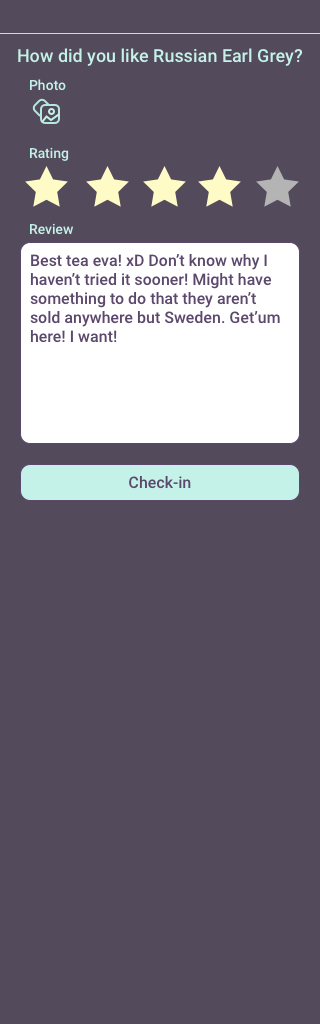 How did you like Russian Earl Grey?
Photo
Rating
Review
Best tea eva! xD Don’t know why I
haven’t tried it sooner! Might have
something to do that they aren’t
sold anywhere but Sweden. Get’um
here! I want!
Check-in